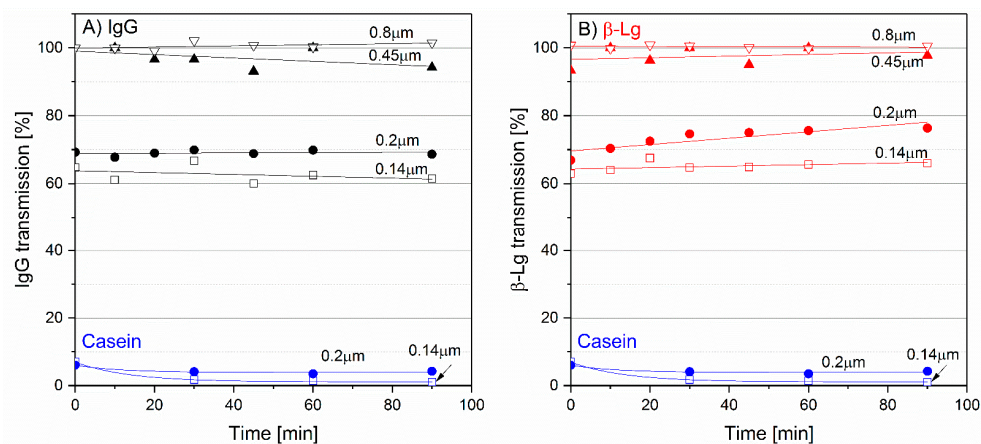 A) IgG
0.8μm
0.45μm
0.2μm
0.14μm
Casein
0.2μm
0.14μm
IgG transmission [%]
100
80
60
40
20
0
0 20 40 60 80 100
Time [min]
B) β-Lg
0.8μm
0.45μm
0.2μm
0.14μm
Casein
0.2μm
0.14μm
β-Lg transmission [%]
100
80
60
40
20
0
0 20 40 60 80 100
Time [min]